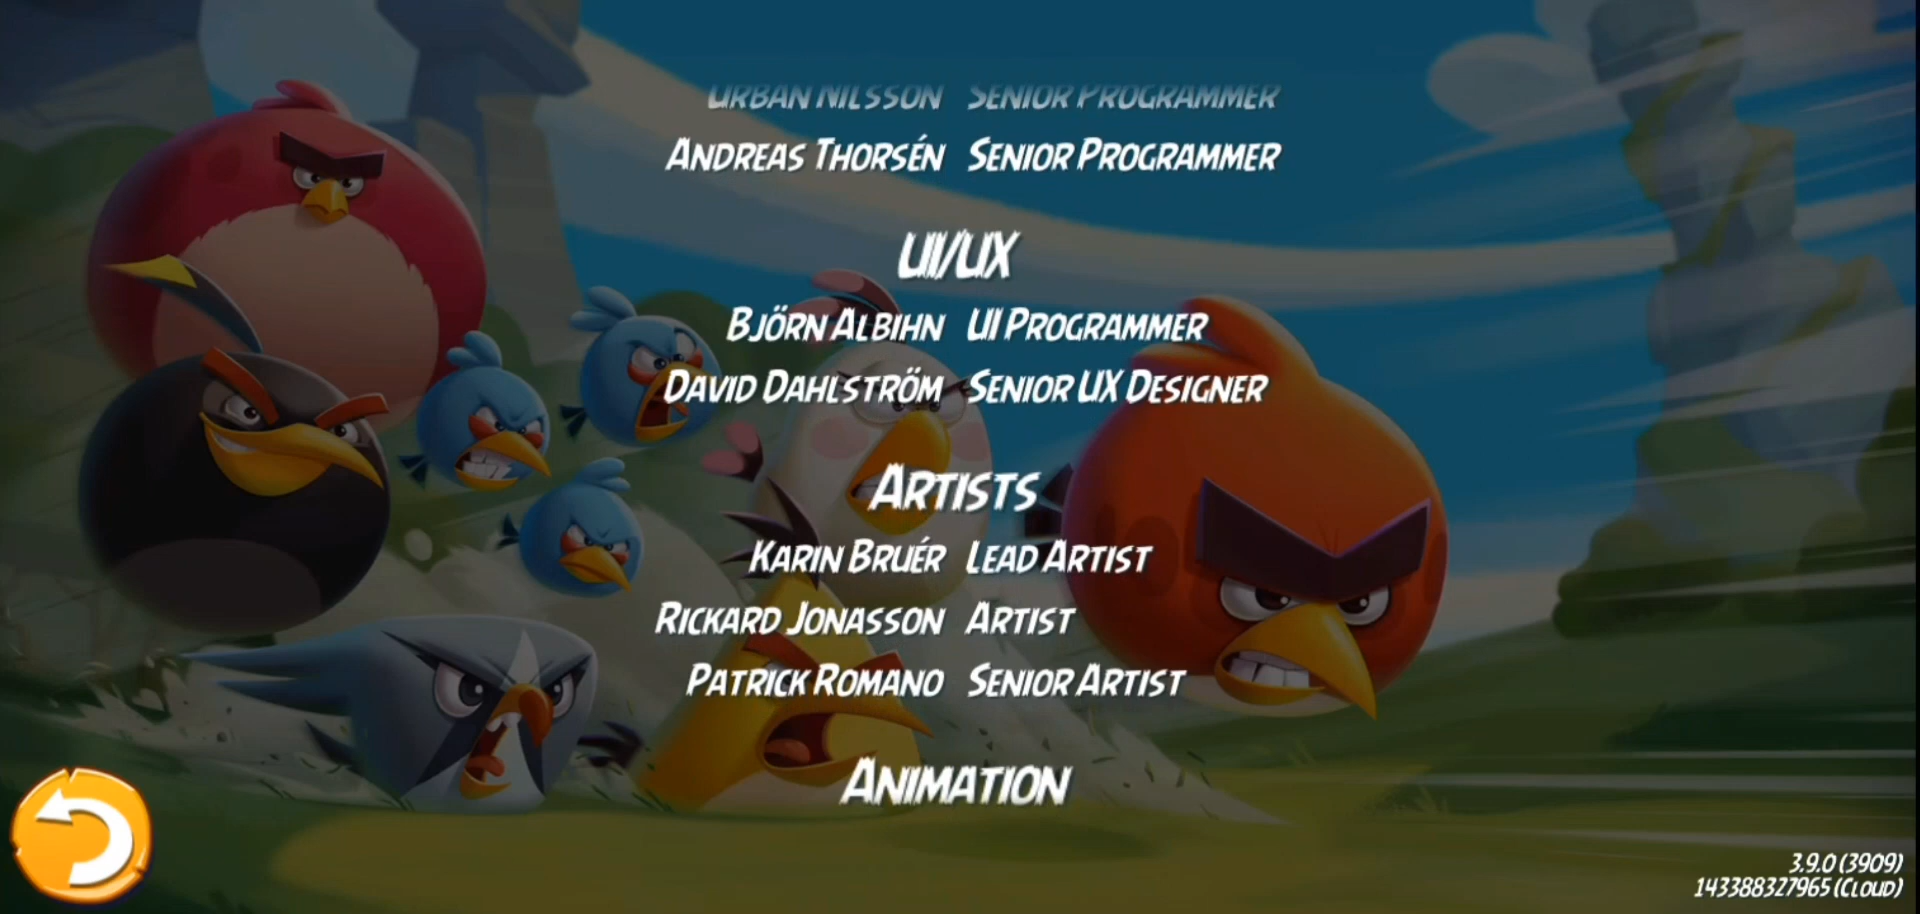 Urban Nilsson Senior Programmer
Andreas Thorsén Senior Programmer
UI/UX
Björn Albihn UI Programmer
David Dahlström Senior UX Designer
Artists
Karin Bruér Lead Artist
Rickard Jonasson Artist
Patrick Romano Senior Artist
Animation
3.9.0 (3909)
143388327965 (Cloud)